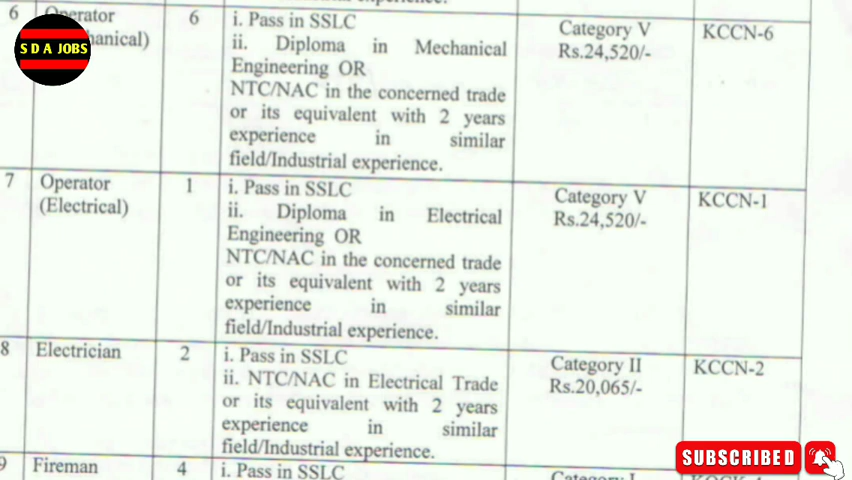 6 Operator 6 i. Pass in SSLC Category V KCCN-6
hanical) ii. Diploma in Mechanical Rs.24,520/-
S D A JOBS
Engineering OR
NTC/NAC in the concerned trade
or its equivalent with 2 years
experience in similar
field/Industrial experience.
7 Operator 1 i. Pass in SSLC Category V KCCN-1
(Electrical) ii. Diploma in Electrical Rs.24,520/-
Engineering OR
NTC/NAC in the concerned trade
or its equivalent with 2 years
experience in similar
field/Industrial experience.
8 Electrician 2 i. Pass in SSLC Category II KCCN-2
ii. NTC/NAC in Electrical Trade Rs.20,065/-
or its equivalent with 2 years
experience in similar
field/Industrial experience.
9 Fireman 4 i. Pass in SSLC Category I
SUBSCRIBED